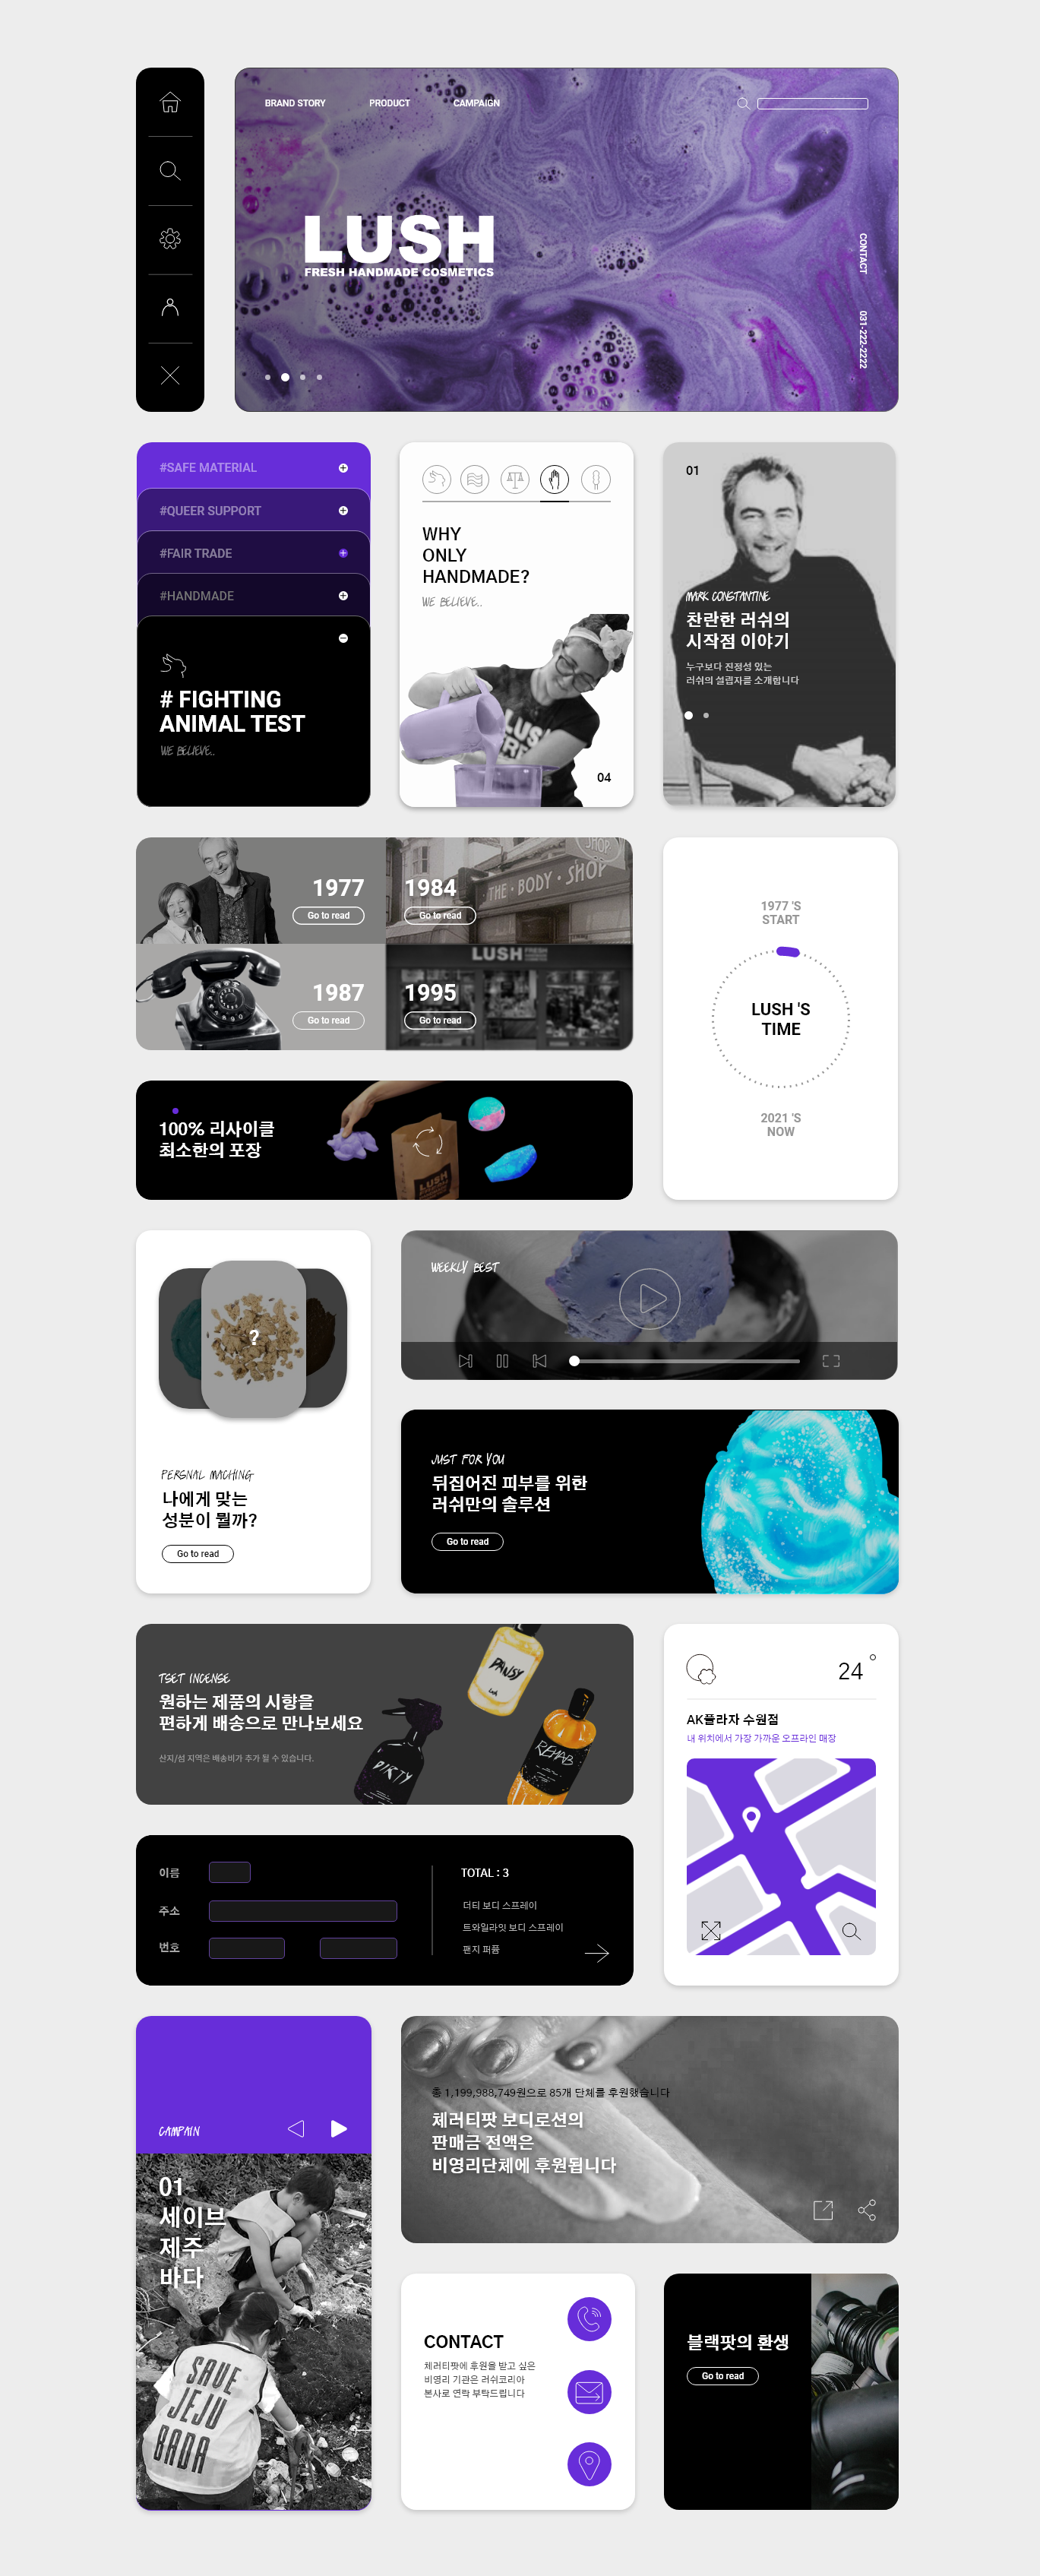 BRAND STORY
PRODUCT
CAMPAIGN
LUSH
FRESH HANDMADE COSMETICS
CONTACT
031-222-2222
#SAFE MATERIAL
#QUEER SUPPORT
#FAIR TRADE
#HANDMADE
# FIGHTING
ANIMAL TEST
WE BELIEVE..
WHY
ONLY
HANDMADE?
WE BELIEVE..
LUSH
04
01
MARK CONSTANTINE
찬란한 러쉬의
시작점 이야기
누구보다 진정성 있는
러쉬의 설립자를 소개합니다
1977
Go to read
1984
Go to read
THE · BODY · SHOP
SHOP
1987
Go to read
LUSH FRESH HANDMADE COSMETICS
1995
Go to read
1977 'S
START
LUSH 'S
TIME
2021 'S
NOW
100% 리사이클
최소한의 포장
LUSH
?
PERSNAL MACHING
나에게 맞는
성분이 뭘까?
Go to read
WEEKLY BEST
JUST FOR YOU
뒤집어진 피부를 위한
러쉬만의 솔루션
Go to read
TSET INCENSE
원하는 제품의 시향을
편하게 배송으로 만나보세요
산지/섬 지역은 배송비가 추가 될 수 있습니다.
PANSY
Lush
DIRTY
REHAB
24°
AK플라자 수원점
내 위치에서 가장 가까운 오프라인 매장
이름
주소
번호
TOTAL : 3
더티 보디 스프레이
트와일라잇 보디 스프레이
팬지 퍼퓸
CAMPAIN
01
세이브
제주
바다
SAVE
JEJU
BADA
총 1,199,988,749원으로 85개 단체를 후원했습니다
체러티팟 보디로션의
판매금 전액은
비영리단체에 후원됩니다
CONTACT
체러티팟에 후원을 받고 싶은
비영리 기관은 러쉬코리아
본사로 연락 부탁드립니다
블랙팟의 환생
Go to read